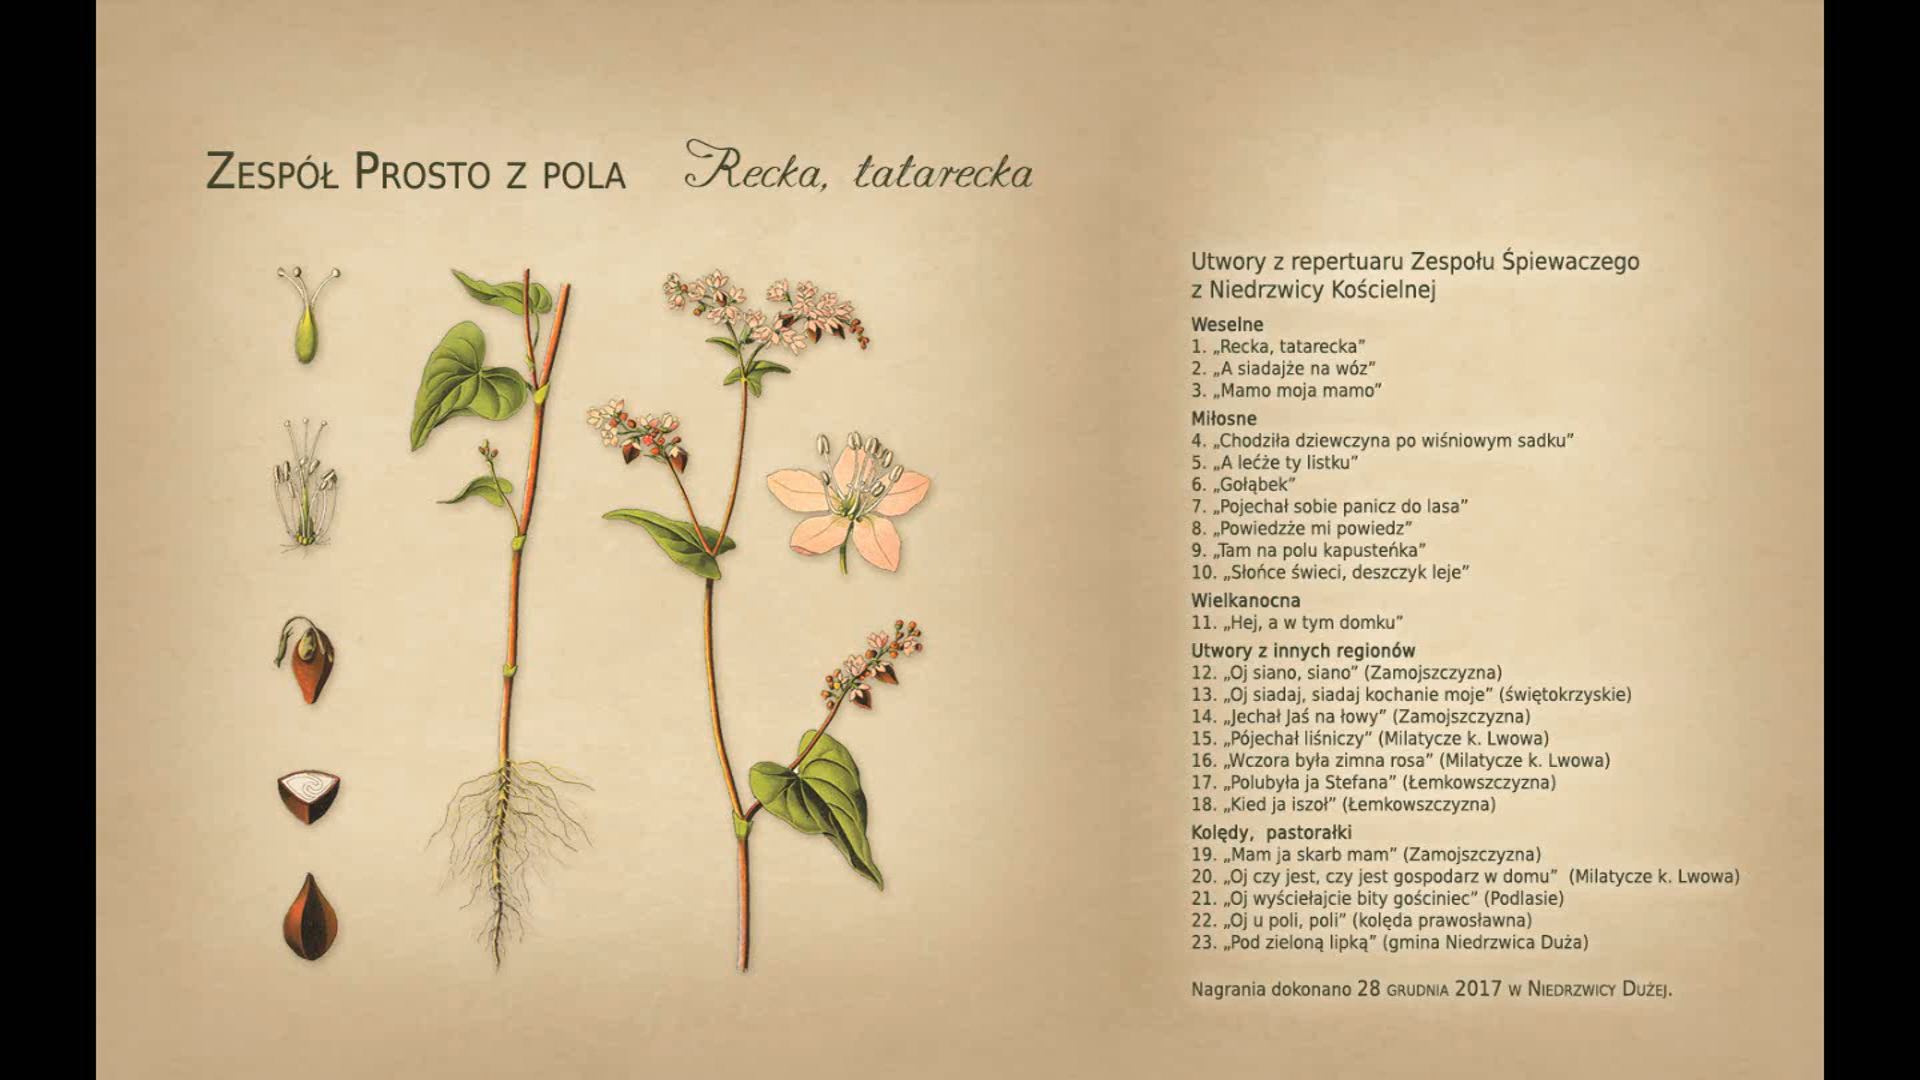 Zespół Prosto z pola Recka, tatarecka
Utwory z repertuaru Zespołu Śpiewaczego
z Niedrzwicy Kościelnej
Weselne
1. „Recka, tatarecka”
2. „A siadajże na wóz”
3. „Mamo moja mamo”
Miłosne
4. „Chodziła dziewczyna po wiśniowym sadku”
5. „A lećże ty listku”
6. „Gołąbek”
7. „Pojechał sobie panicz do lasa”
8. „Powiedzże mi powiedz”
9. „Tam na polu kapusteńka”
10. „Słońce świeci, deszczyk leje”
Wielkanocna
11. „Hej, a w tym domku”
Utwory z innych regionów
12. „Oj siano, siano” (Zamojszczyzna)
13. „Oj siadaj, siadaj kochanie moje” (świętokrzyskie)
14. „Jechał Jaś na łowy” (Zamojszczyzna)
15. „Pójechał liśniczy” (Milatycze k. Lwowa)
16. „Wczora była zimna rosa” (Milatycze k. Lwowa)
17. „Polubyła ja Stefana” (Łemkowszczyzna)
18. „Kied ja iszoł” (Łemkowszczyzna)
Kolędy, pastorałki
19. „Mam ja skarb mam” (Zamojszczyzna)
20. „Oj czy jest, czy jest gospodarz w domu” (Milatycze k. Lwowa)
21. „Oj wyściełajcie bity gościniec” (Podlasie)
22. „Oj u poli, poli” (kolęda prawosławna)
23. „Pod zieloną lipką” (gmina Niedrzwica Duża)
Nagrania dokonano 28 grudnia 2017 w Niedrzwicy Dużej.